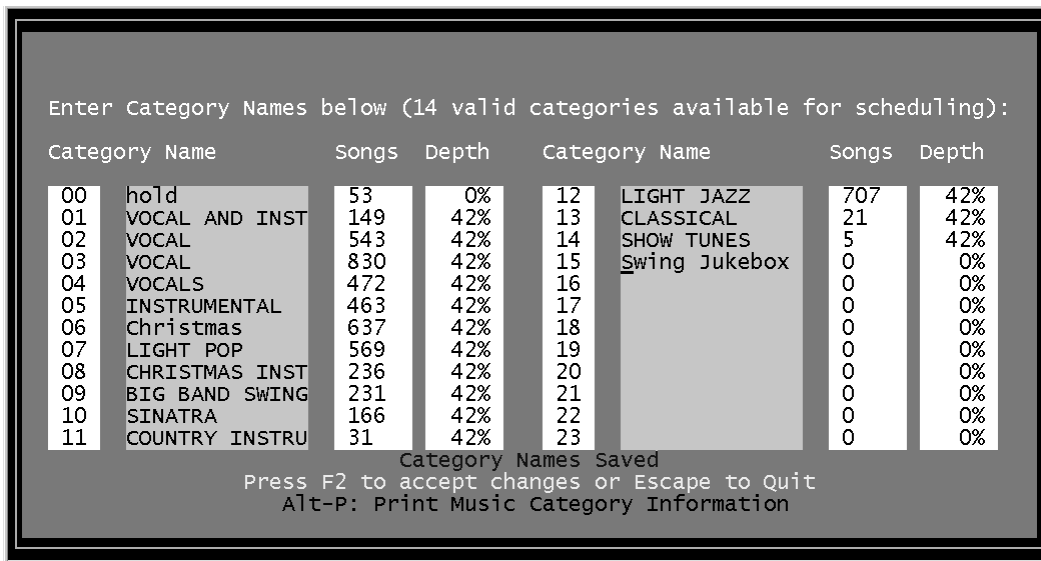 Enter Category Names below (14 valid categories available for scheduling):
Category Name Songs Depth Category Name Songs Depth
00 hold 53 0% 12 LIGHT JAZZ 707 42%
01 VOCAL AND INST 149 42% 13 CLASSICAL 21 42%
02 VOCAL 543 42% 14 SHOW TUNES 5 42%
03 VOCAL 830 42% 15 Swing Jukebox 0 0%
04 VOCALS 472 42% 16 0 0%
05 INSTRUMENTAL 463 42% 17 0 0%
06 Christmas 637 42% 18 0 0%
07 LIGHT POP 569 42% 19 0 0%
08 CHRISTMAS INST 236 42% 20 0 0%
09 BIG BAND SWING 231 42% 21 0 0%
10 SINATRA 166 42% 22 0 0%
11 COUNTRY INSTRU 31 42% 23 0 0%
Category Names Saved
Press F2 to accept changes or Escape to Quit
Alt-P: Print Music Category Information